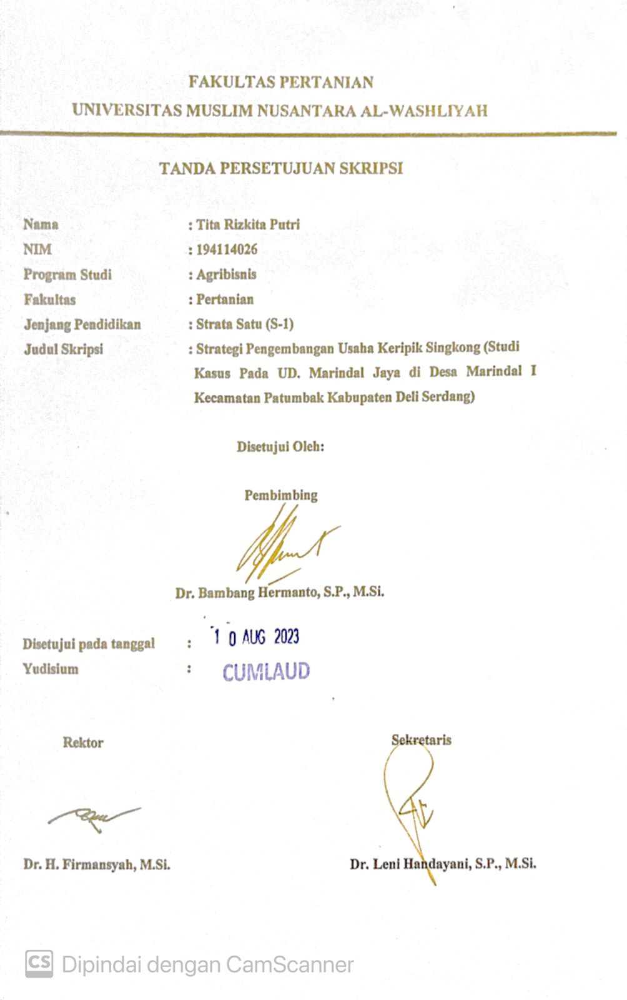 FAKULTAS PERTANIAN
UNIVERSITAS MUSLIM NUSANTARA AL-WASHLIYAH
TANDA PERSETUJUAN SKRIPSI
Nama : Tita Rizkita Putri
NIM : 194114026
Program Studi : Agribisnis
Fakultas : Pertanian
Jenjang Pendidikan : Strata Satu (S-1)
Judul Skripsi : Strategi Pengembangan Usaha Keripik Singkong (Studi
Kasus Pada UD. Marindal Jaya di Desa Marindal I
Kecamatan Patumbak Kabupaten Deli Serdang)
Disetujui Oleh:
Pembimbing
Dr. Bambang Hermanto, S.P., M.Si.
Disetujui pada tanggal : 10 AUG 2023
Yudisium : CUMLAUD
Rektor Sekretaris
Dr. H. Firmansyah, M.Si. Dr. Leni Handayani, S.P., M.Si.
CS Dipindai dengan CamScanner